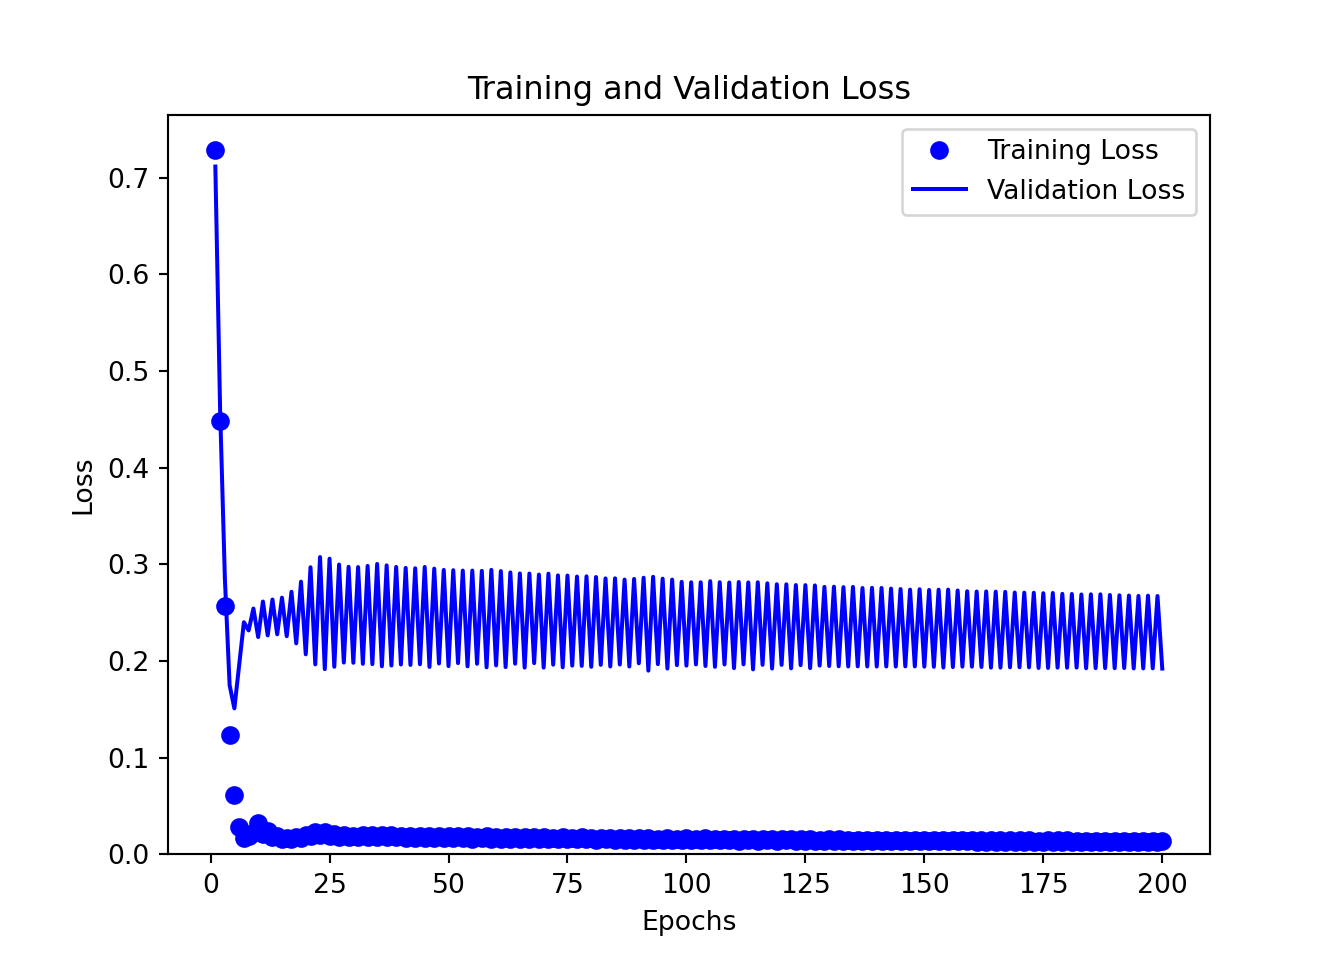 Training and Validation Loss
Training Loss
Validation Loss
0.7
0.6
0.5
0.4
0.3
0.2
0.1
0.0
Loss
0 25 50 75 100 125 150 175 200
Epochs